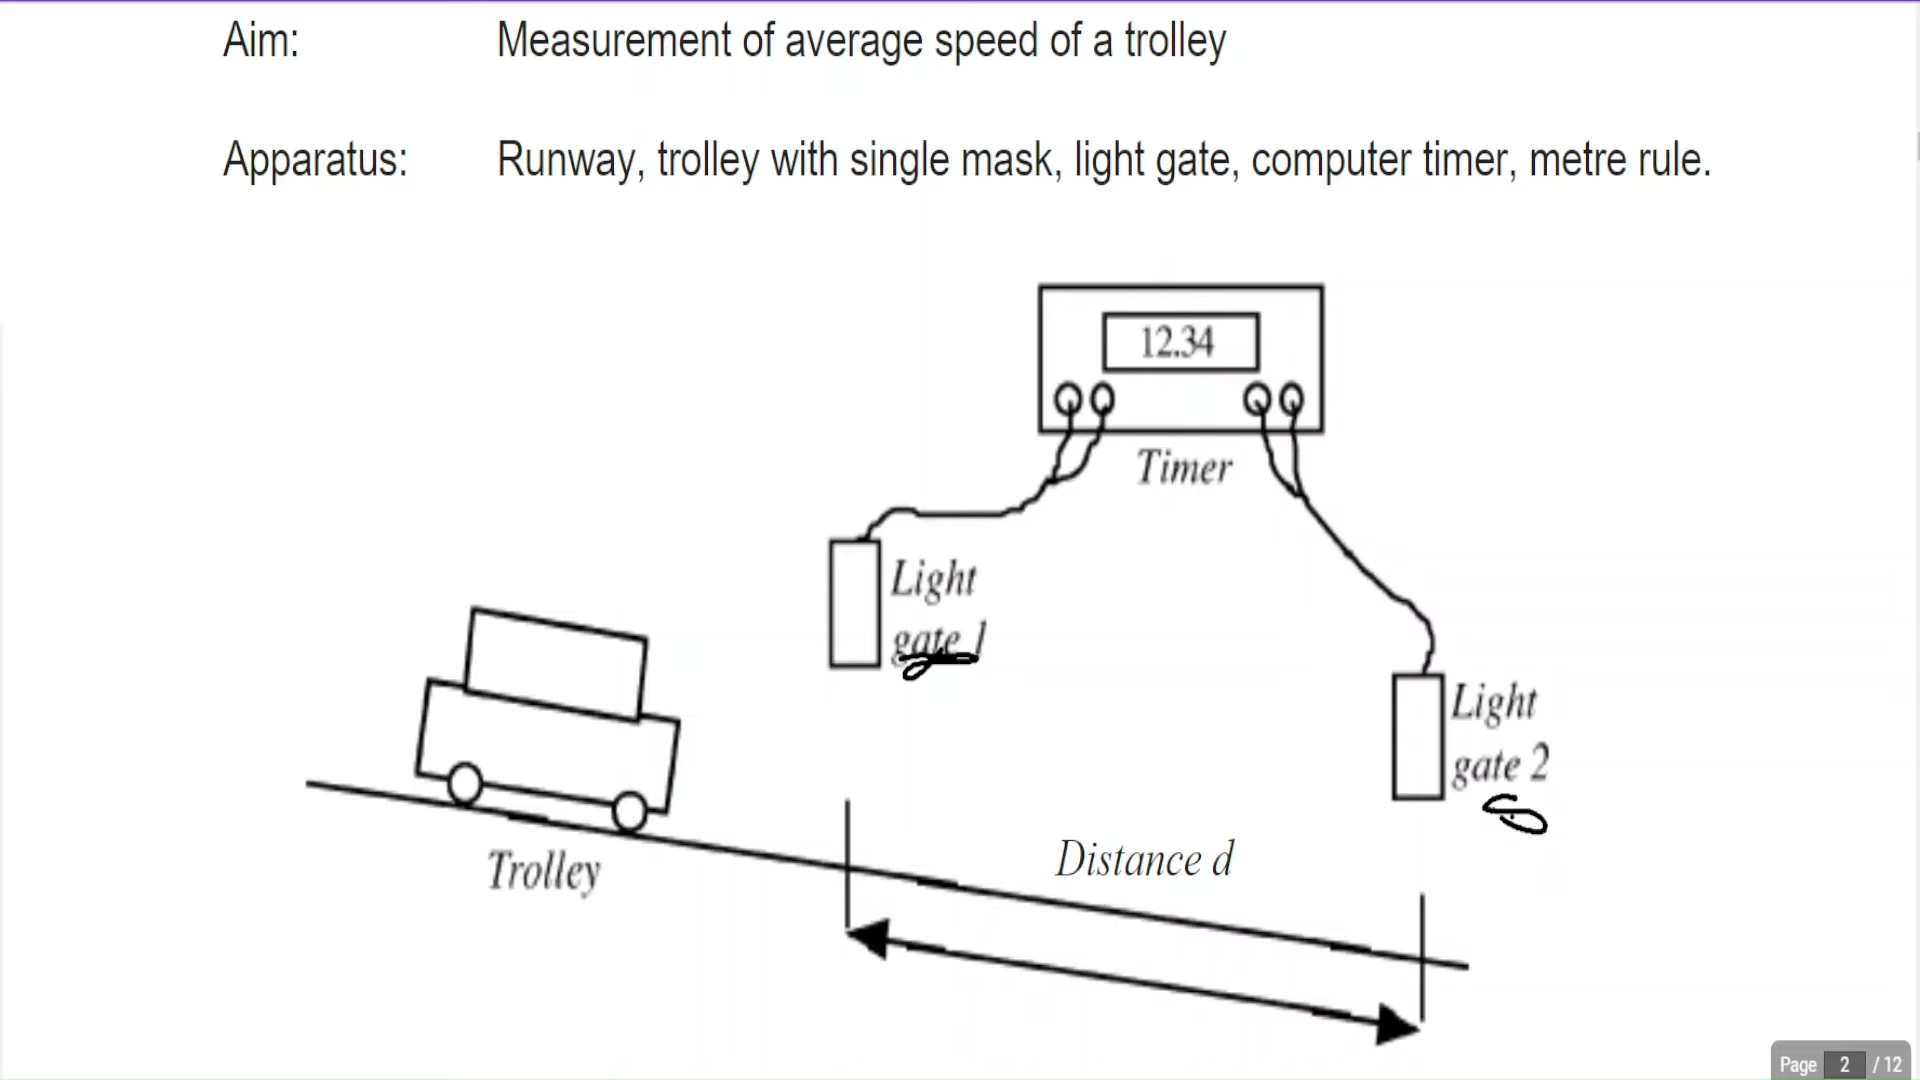 Aim: Measurement of average speed of a trolley
Apparatus: Runway, trolley with single mask, light gate, computer timer, metre rule.
12.34
Timer
Light
gate 1
Light
gate 2
Trolley
Distance d
Page 2 / 12